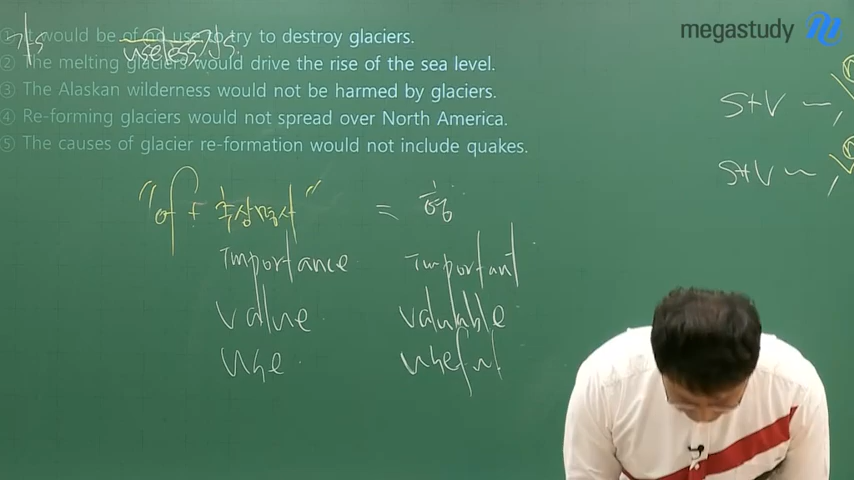 megastudy
① It would be of no use to try to destroy glaciers.
useless
② The melting glaciers would drive the rise of the sea level.
③ The Alaskan wilderness would not be harmed by glaciers.
④ Re-forming glaciers would not spread over North America.
⑤ The causes of glacier re-formation would not include quakes.
S+V ~,
S+V ~,
"of + 추상명사" = 형
importance important
value valuable
use useful